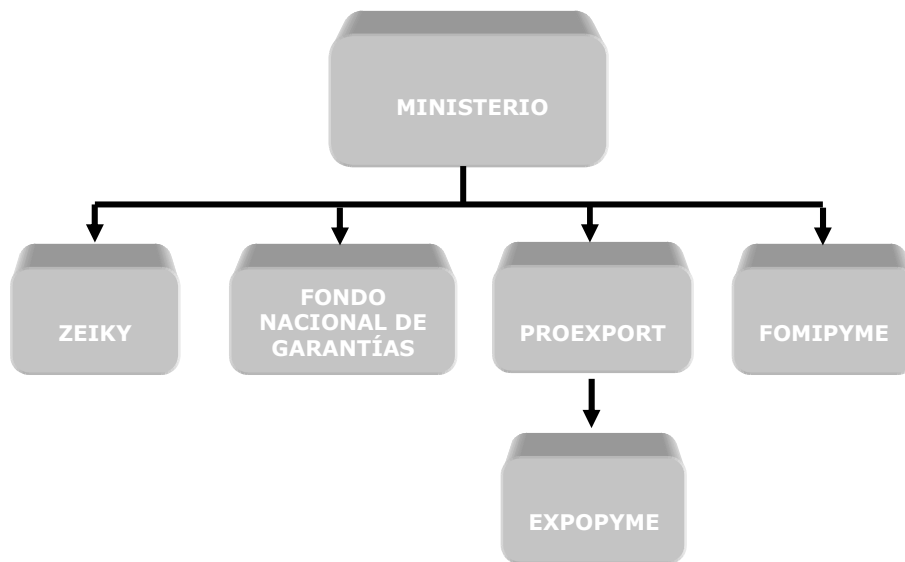 MINISTERIO
ZEIKY
FONDO
NACIONAL DE
GARANTÍAS
PROEXPORT
FOMIPYME
EXPOPYME